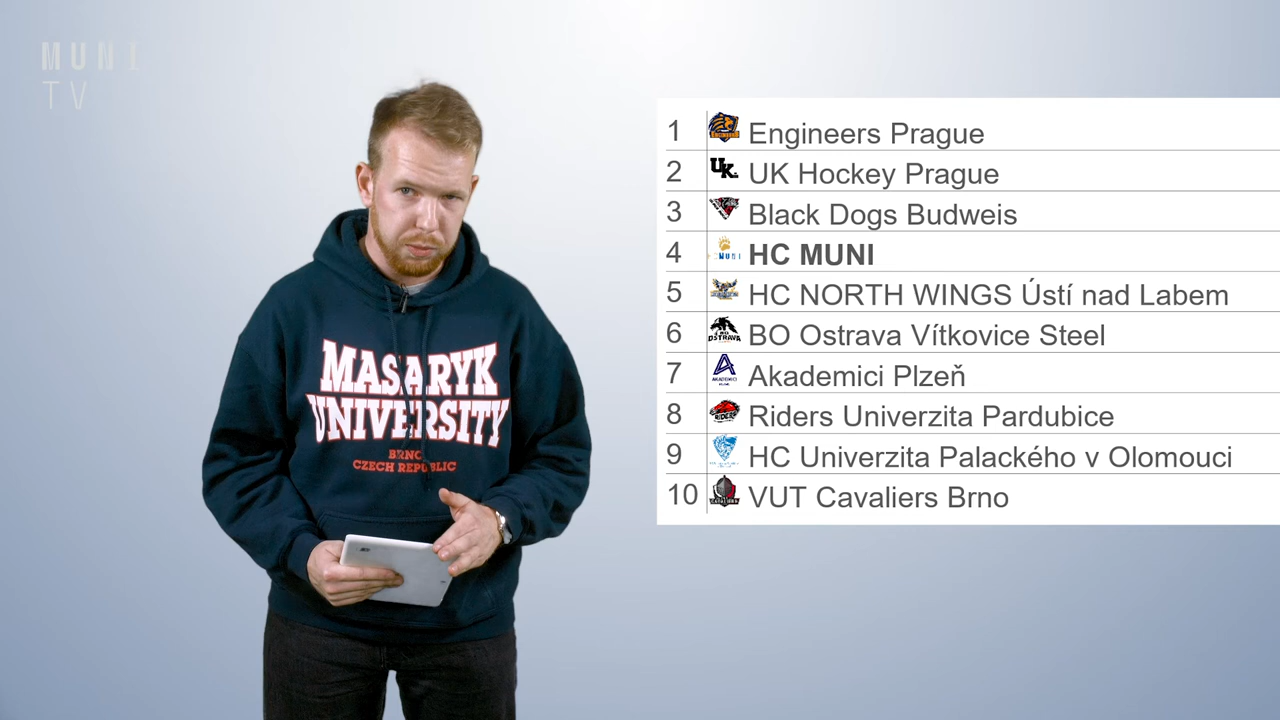 MUNI
TV
MASARYK
UNIVERSITY
BRNO
CZECH REPUBLIC
1 Engineers Prague
2 UK Hockey Prague
3 Black Dogs Budweis
4 HC MUNI
5 HC NORTH WINGS Ústí nad Labem
6 BO Ostrava Vítkovice Steel
7 Akademici Plzeň
8 Riders Univerzita Pardubice
9 HC Univerzita Palackého v Olomouci
10 VUT Cavaliers Brno